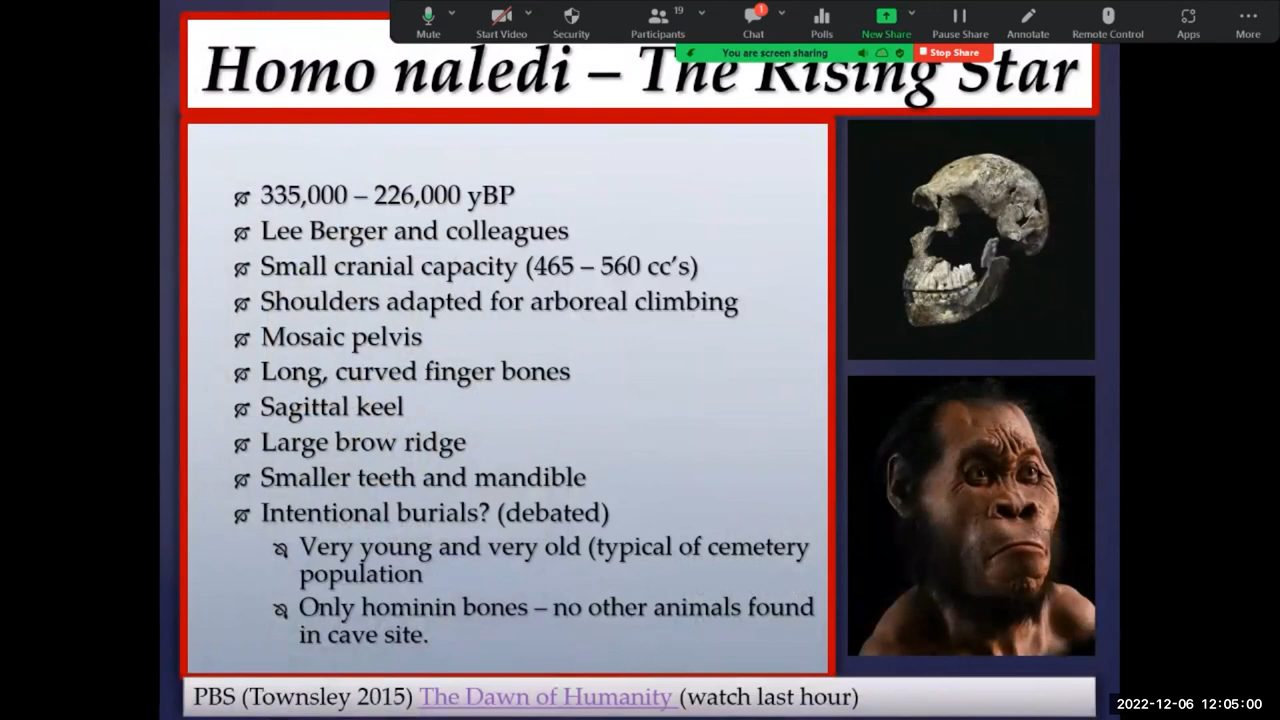 19
1
Mute
Start Video
Security
Participants
Chat
Polls
New Share
Pause Share
Annotate
Remote Control
Apps
More
You are screen sharing
Stop Share
Homo naledi – The Rising Star
335,000 – 226,000 yBP
Lee Berger and colleagues
Small cranial capacity (465 – 560 cc’s)
Shoulders adapted for arboreal climbing
Mosaic pelvis
Long, curved finger bones
Sagittal keel
Large brow ridge
Smaller teeth and mandible
Intentional burials? (debated)
Very young and very old (typical of cemetery
population
Only hominin bones – no other animals found
in cave site.
PBS (Townsley 2015) The Dawn of Humanity (watch last hour)
2022-12-06 12:05:00